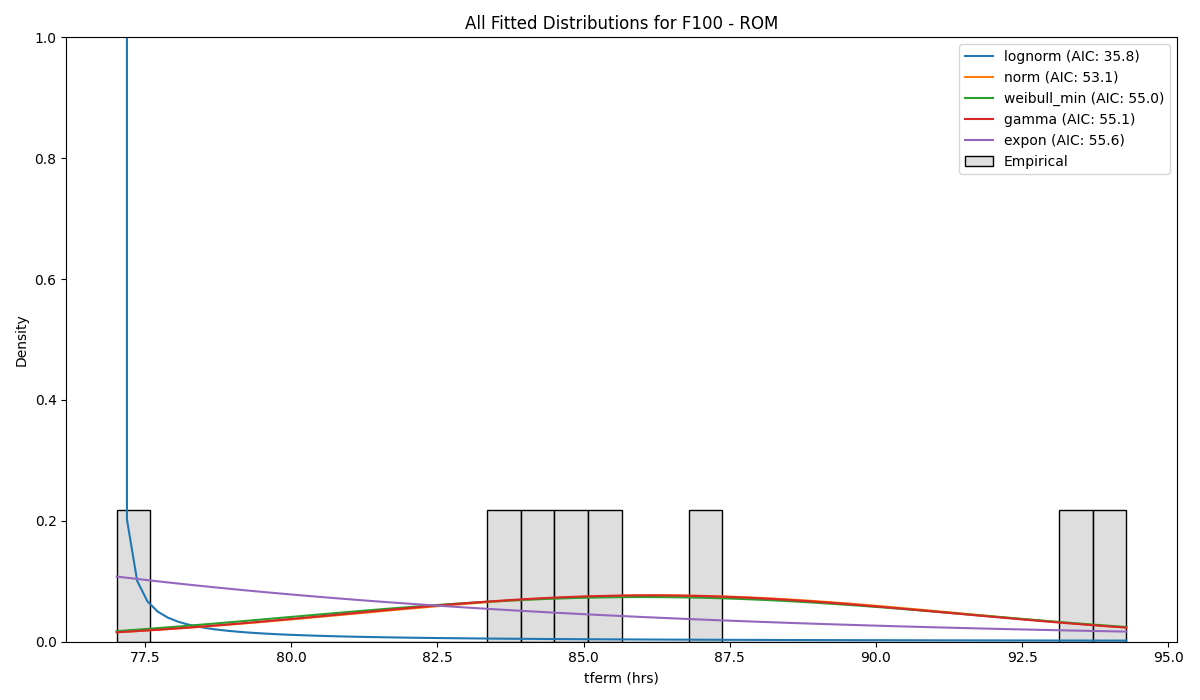 All Fitted Distributions for F100 - ROM
lognorm (AIC: 35.8)
norm (AIC: 53.1)
weibull_min (AIC: 55.0)
gamma (AIC: 55.1)
expon (AIC: 55.6)
Empirical
Density
1.0
0.8
0.6
0.4
0.2
0.0
77.5 80.0 82.5 85.0 87.5 90.0 92.5 95.0
tferm (hrs)